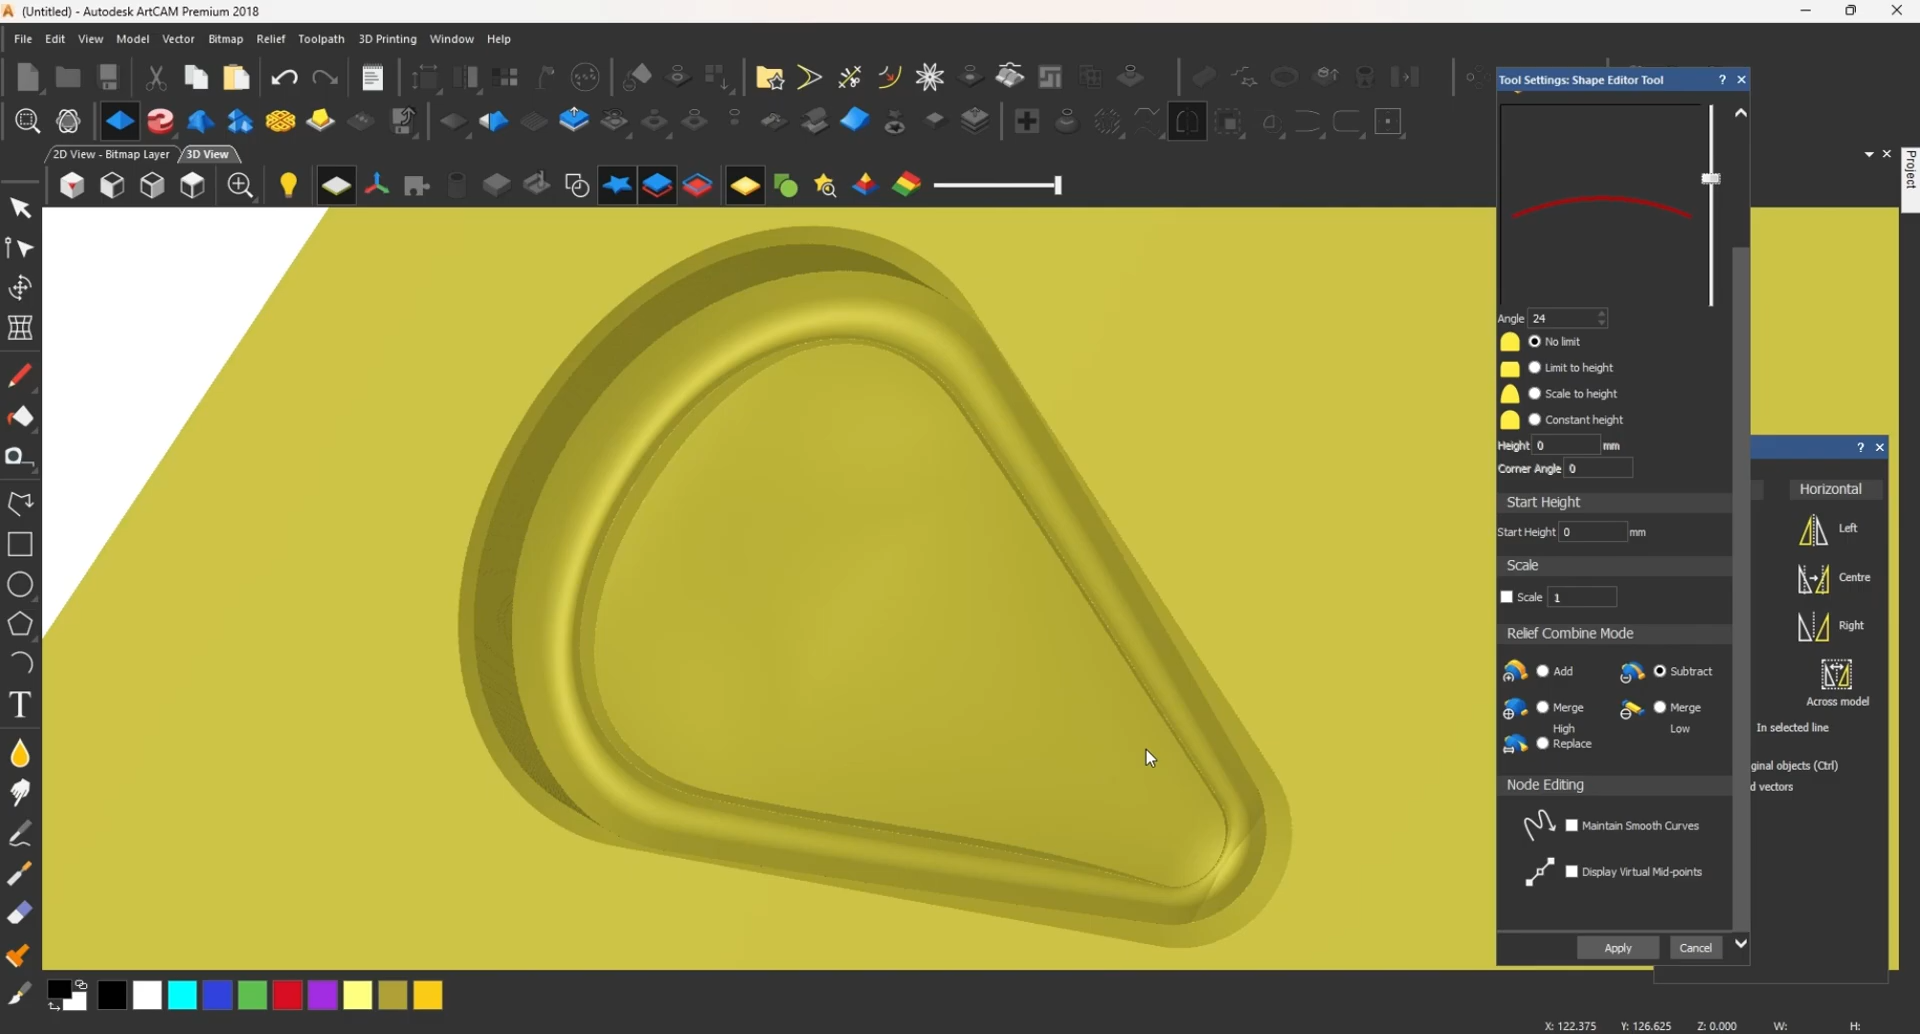 (Untitled) - Autodesk ArtCAM Premium 2018
File Edit View Model Vector Bitmap Relief Toolpath 3D Printing Window Help
Tool Settings: Shape Editor Tool ?
2D View - Bitmap Layer 3D View
Project
Angle 24
No limit
Limit to height
Scale to height
Constant height
Height 0 mm
Corner Angle 0
Start Height
Start Height 0 mm
Scale
Scale 1
Relief Combine Mode
Add Subtract
Merge High Merge Low
Replace
Node Editing
Maintain Smooth Curves
Display Virtual Mid-points
Apply Cancel
?
Horizontal
Left
Centre
Right
Across model
In selected line
ginal objects (Ctrl)
d vectors
T
X: 122.375 Y: 126.625 Z: 0.000 W: H: